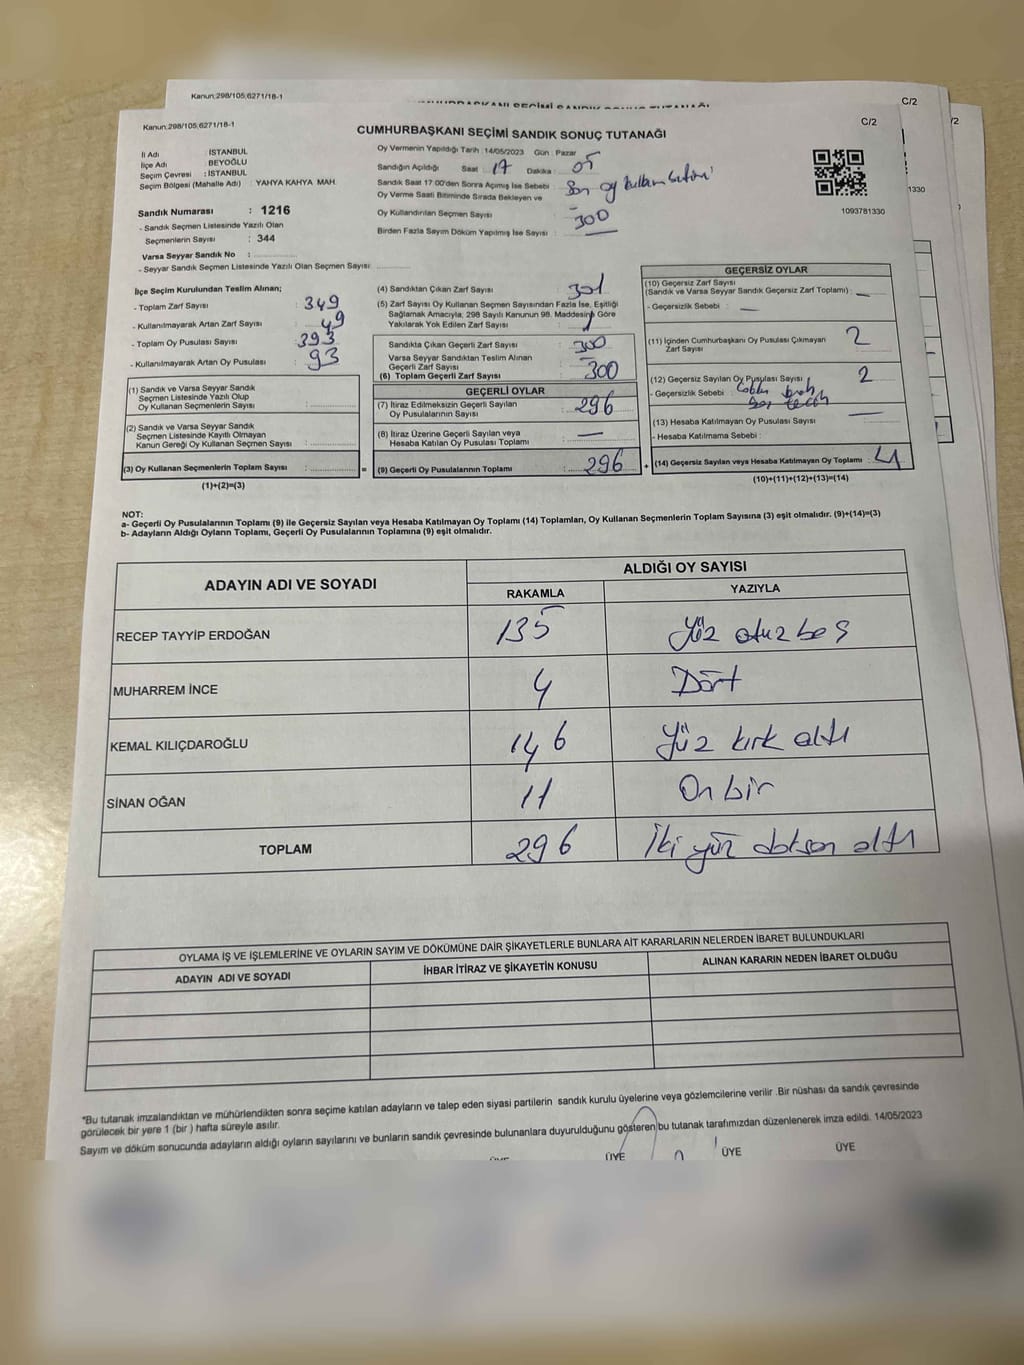 Kanun:298/105;6271/18-1
C/2
/2
1330
Kanun:298/105;6271/18-1
C/2
CUMHURBAŞKANI SEÇİMİ SANDIK SONUÇ TUTANAĞI
İl Adı : İSTANBUL
İlçe Adı : BEYOĞLU
Seçim Çevresi : İSTANBUL
Seçim Bölgesi (Mahalle Adı) : YAHYA KAHYA MAH.
Sandık Numarası : 1216
- Sandık Seçmen Listesinde Yazılı Olan
Seçmenlerin Sayısı : 344
Varsa Seyyar Sandık No :
- Seyyar Sandık Seçmen Listesinde Yazılı Olan Seçmen Sayısı:
Oy Vermenin Yapıldığı Tarih : 14/05/2023 Gün : Pazar
Sandığın Açıldığı Saat : 17 Dakika : 05
Sandık Saat 17.00'den Sonra Açımış İse Sebebi : Son oy kullanım
Oy Verme Saati Bitiminde Sırada Bekleyen ve
Oy Kullandırılan Seçmen Sayısı : 300
Birden Fazla Sayım Döküm Yapılmış İse Sayısı : —
1093781330
İlçe Seçim Kurulundan Teslim Alınan;
- Toplam Zarf Sayısı : 349
- Kullanılmayarak Artan Zarf Sayısı : 49
- Toplam Oy Pusulası Sayısı : 393
- Kullanılmayarak Artan Oy Pusulası : 93
(1) Sandık ve Varsa Seyyar Sandık
Seçmen Listesinde Yazılı Olup
Oy Kullanan Seçmenlerin Sayısı :
(2) Sandık ve Varsa Seyyar Sandık
Seçmen Listesinde Kayıtlı Olmayan
Kanun Gereği Oy Kullanan Seçmen Sayısı :
(3) Oy Kullanan Seçmenlerin Toplam Sayısı :
(1)+(2)=(3)
=
(4) Sandıktan Çıkan Zarf Sayısı : 301
(5) Zarf Sayısı Oy Kullanan Seçmen Sayısından Fazla İse, Eşitliği
Sağlamak Amacıyla; 298 Sayılı Kanunun 98. Maddesine Göre
Yakılarak Yok Edilen Zarf Sayısı : 1
Sandıkta Çıkan Geçerli Zarf Sayısı : 300
Varsa Seyyar Sandıktan Teslim Alınan
Geçerli Zarf Sayısı : —
(6) Toplam Geçerli Zarf Sayısı : 300
GEÇERLİ OYLAR
(7) İtiraz Edilmeksizin Geçerli Sayılan : 296
Oy Pusulalarının Sayısı
(8) İtiraz Üzerine Geçerli Sayılan veya : —
Hesaba Katılan Oy Pusulası Toplamı
(9) Geçerli Oy Pusulalarının Toplamı : 296
+
GEÇERSİZ OYLAR
(10) Geçersiz Zarf Sayısı
(Sandık ve Varsa Seyyar Sandık Geçersiz Zarf Toplamı) : —
- Geçersizlik Sebebi : —
(11) İçinden Cumhurbaşkanı Oy Pusulası Çıkmayan : 2
Zarf Sayısı
(12) Geçersiz Sayılan Oy Pusulası Sayısı : 2
- Geçersizlik Sebebi :
(13) Hesaba Katılmayan Oy Pusulası Sayısı : —
- Hesaba Katılmama Sebebi :
(14) Geçersiz Sayılan veya Hesaba Katılmayan Oy Toplamı : 4
(10)+(11)+(12)+(13)=(14)
NOT:
a- Geçerli Oy Pusulalarının Toplamı (9) ile Geçersiz Sayılan veya Hesaba Katılmayan Oy Toplamı (14) Toplamları, Oy Kullanan Seçmenlerin Toplam Sayısına (3) eşit olmalıdır. (9)+(14)=(3)
b- Adayların Aldığı Oyların Toplamı, Geçerli Oy Pusulalarının Toplamına (9) eşit olmalıdır.
ADAYIN ADI VE SOYADI ALDIĞI OY SAYISI
RAKAMLA YAZIYLA
RECEP TAYYİP ERDOĞAN 135 Yüz otuz beş
MUHARREM İNCE 4 Dört
KEMAL KILIÇDAROĞLU 146 Yüz kırk altı
SİNAN OĞAN 11 On bir
TOPLAM 296 İki yüz doksan altı
OYLAMA İŞ VE İŞLEMLERİNE VE OYLARIN SAYIM VE DÖKÜMÜNE DAİR ŞİKAYETLERLE BUNLARA AİT KARARLARIN NELERDEN İBARET BULUNDUKLARI
ADAYIN ADI VE SOYADI İHBAR İTİRAZ VE ŞİKAYETİN KONUSU ALINAN KARARIN NEDEN İBARET OLDUĞU
*Bu tutanak imzalandıktan ve mühürlendikten sonra seçime katılan adayların ve talep eden siyasi partilerin sandık kurulu üyelerine veya gözlemcilerine verilir .Bir nüshası da sandık çevresinde
görülecek bir yere 1 (bir ) hafta süreyle asılır.
Sayım ve döküm sonucunda adayların aldığı oyların sayılarını ve bunların sandık çevresinde bulunanlara duyurulduğunu gösteren bu tutanak tarafımızdan düzenlenerek imza edildi. 14/05/2023
ÜYE ÜYE ÜYE